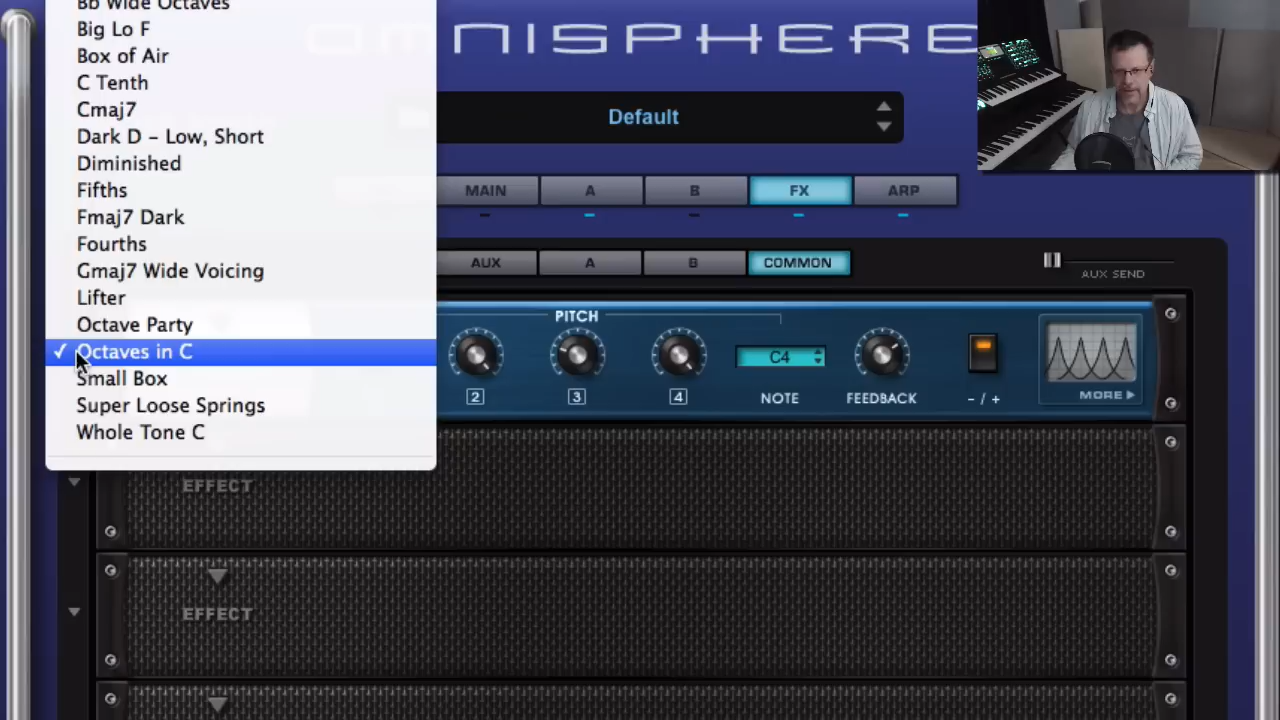 Bb Wide Octaves
Big Lo F
Box of Air
C Tenth
Cmaj7
Dark D – Low, Short
Diminished
Fifths
Fmaj7 Dark
Fourths
Gmaj7 Wide Voicing
Lifter
Octave Party
✓ Octaves in C
Small Box
Super Loose Springs
Whole Tone C
OMNISPHERE
Default
MAIN A B FX ARP
AUX A B COMMON
AUX SEND
PITCH
C4
2 3 4 NOTE FEEDBACK - / + MORE
EFFECT
EFFECT